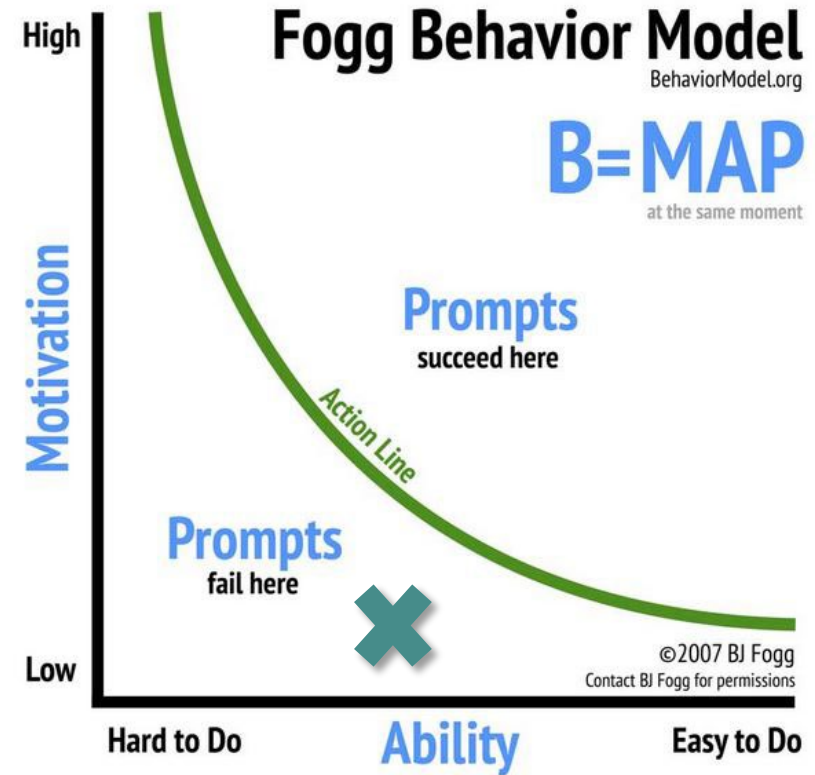 High
Fogg Behavior Model
BehaviorModel.org
B=MAP
at the same moment
Motivation
Prompts
succeed here
Action Line
Prompts
fail here
Low
©2007 BJ Fogg
Contact BJ Fogg for permissions
Hard to Do
Ability
Easy to Do